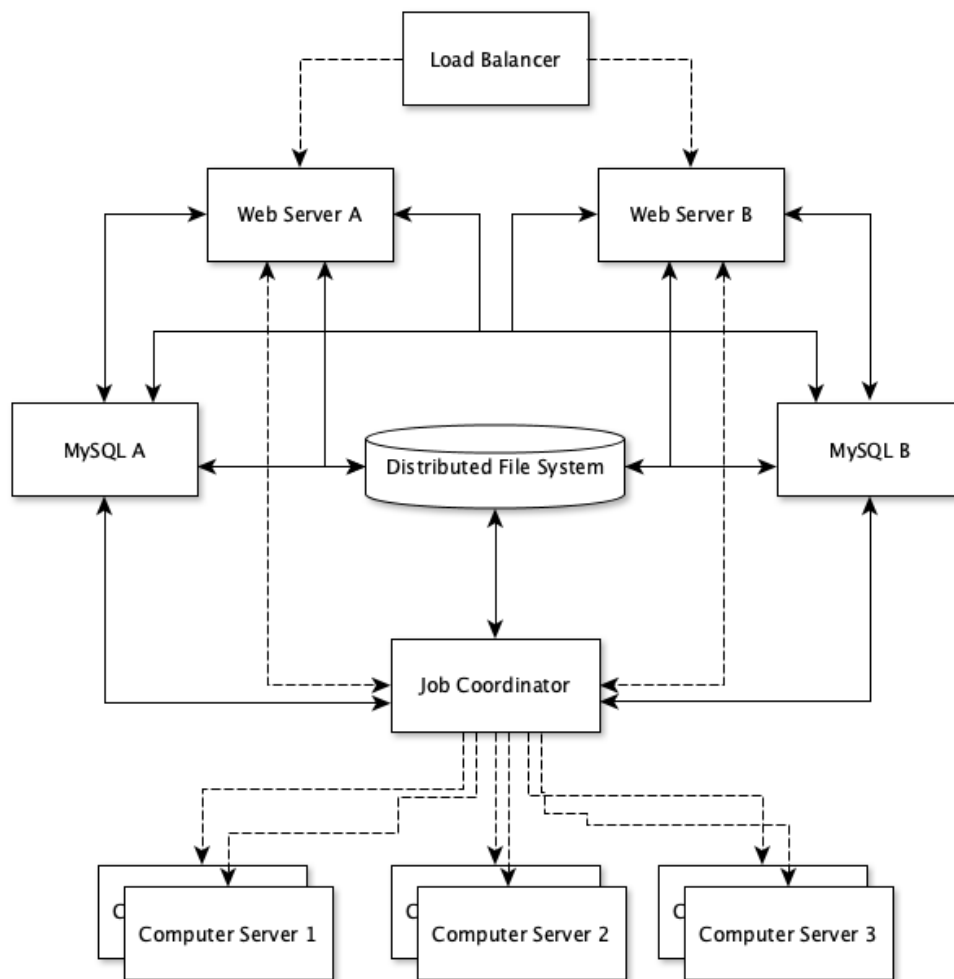 Load Balancer
Web Server A
Web Server B
MySQL A
Distributed File System
MySQL B
Job Coordinator
C
C
C
Computer Server 1
Computer Server 2
Computer Server 3